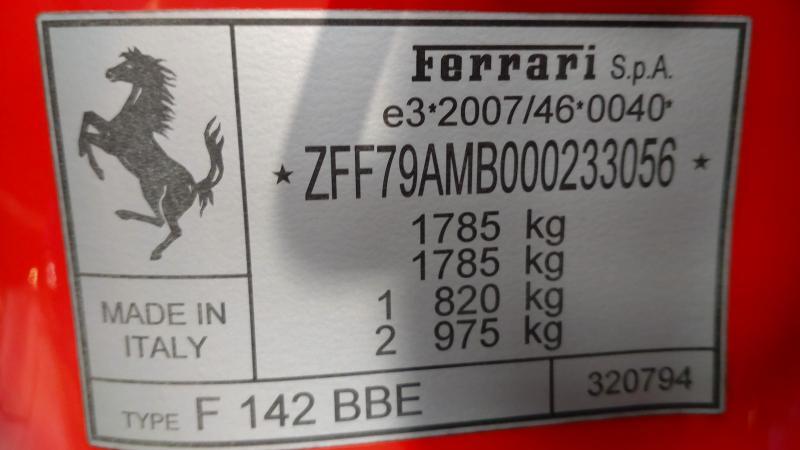 Ferrari S.p.A.
e3*2007/46*0040*
★ ZFF79AMB000233056 ★
1785 kg
1785 kg
1 820 kg
2 975 kg
MADE IN
ITALY
TYPE F 142 BBE
320794